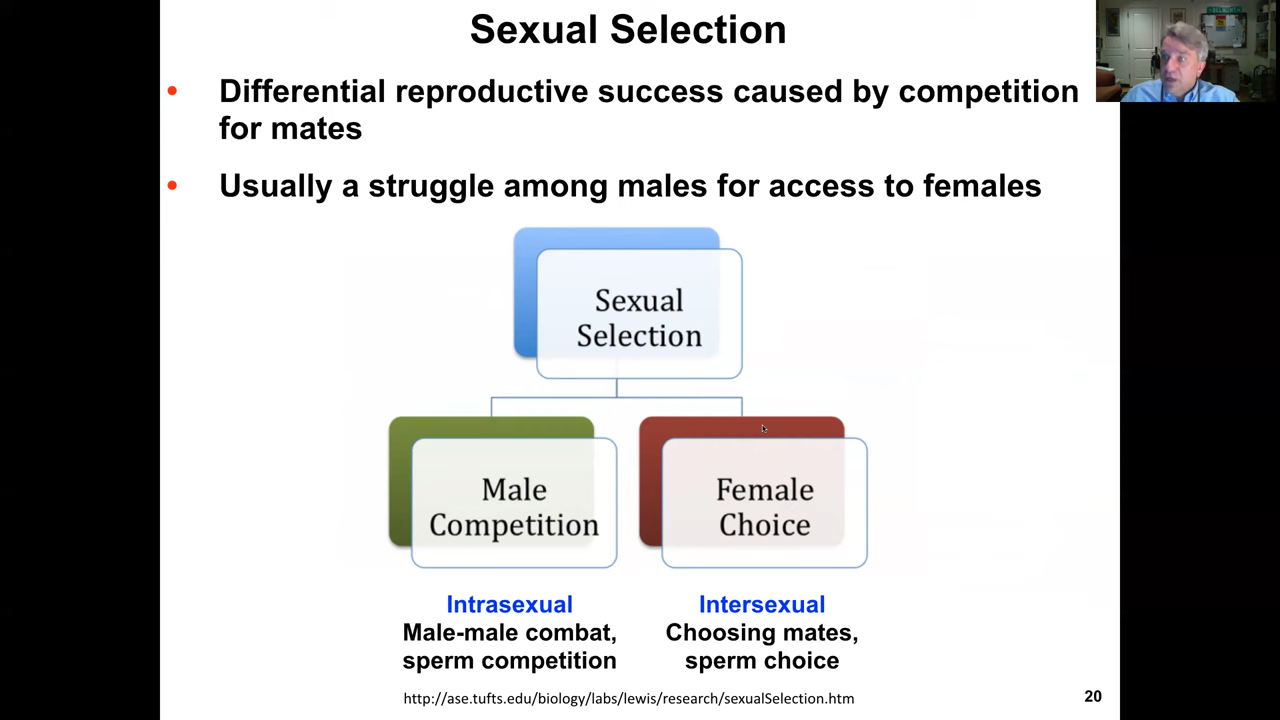 Sexual Selection
• Differential reproductive success caused by competition
for mates
• Usually a struggle among males for access to females
Sexual
Selection
Male
Competition
Female
Choice
Intrasexual
Male-male combat,
sperm competition
Intersexual
Choosing mates,
sperm choice
http://ase.tufts.edu/biology/labs/lewis/research/sexualSelection.htm
20